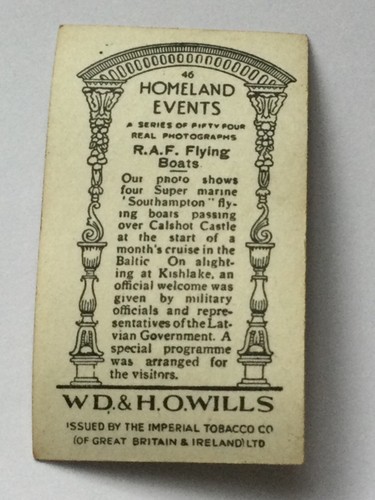 46
HOMELAND
EVENTS
A SERIES OF FIFTY FOUR
REAL PHOTOGRAPHS
R.A.F. Flying
Boats
Our photo shows
four Super marine
'Southampton" fly-
ing boats passing
over Calshot Castle
at the start of a
month's cruise in the
Baltic On alight-
ing at Kishlake, an
official welcome was
given by military
officials and repre-
sentatives of the Lat-
vian Government. A
special programme
was arranged for
the visitors.
W.D. & H.O. WILLS
ISSUED BY THE IMPERIAL TOBACCO CO
(OF GREAT BRITAIN & IRELAND) LTD